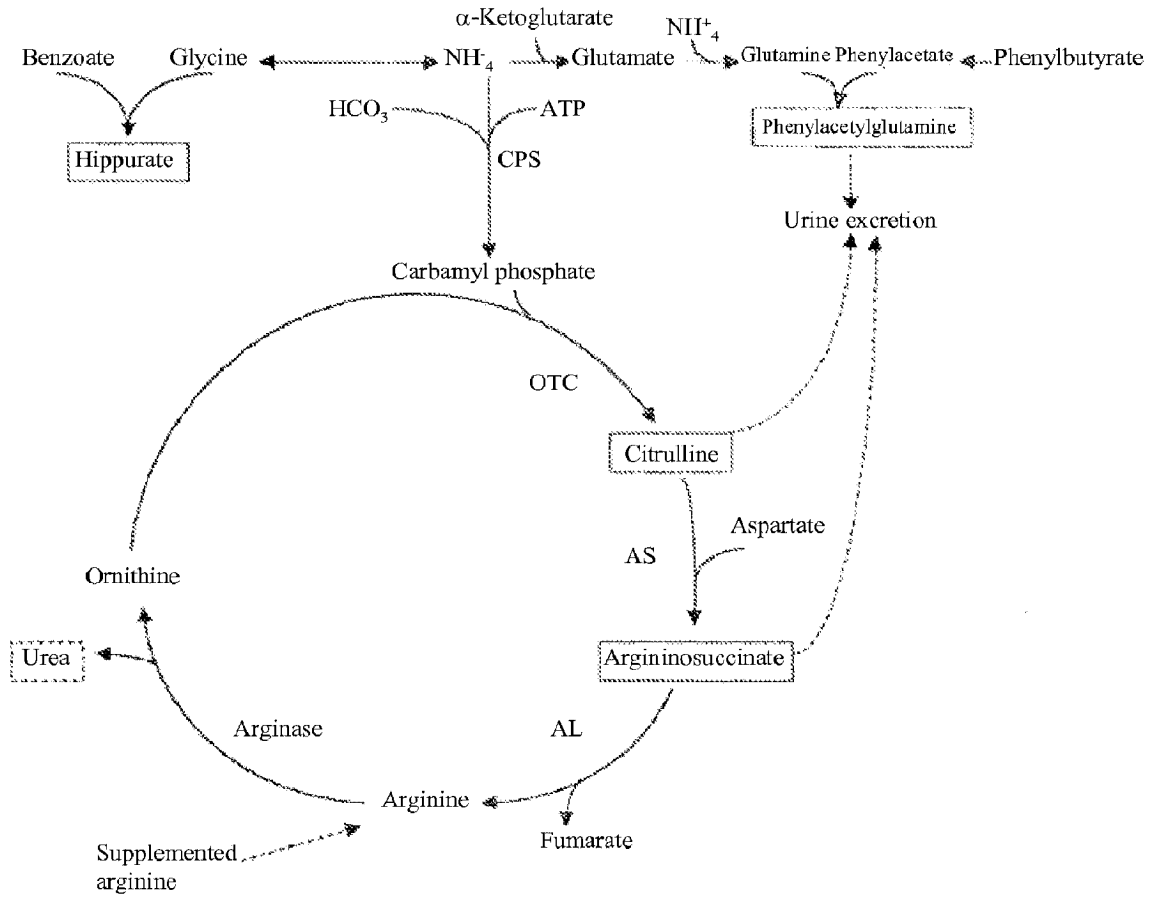 α-Ketoglutarate
NH⁺₄
Benzoate Glycine NH⁻₄ Glutamate Glutamine Phenylacetate Phenylbutyrate
HCO₃ ATP
Phenylacetylglutamine
Hippurate
CPS
Urine excretion
Carbamyl phosphate
OTC
Citrulline
Aspartate
AS
Ornithine
Urea
Argininosuccinate
Arginase
AL
Arginine
Fumarate
Supplemented
arginine